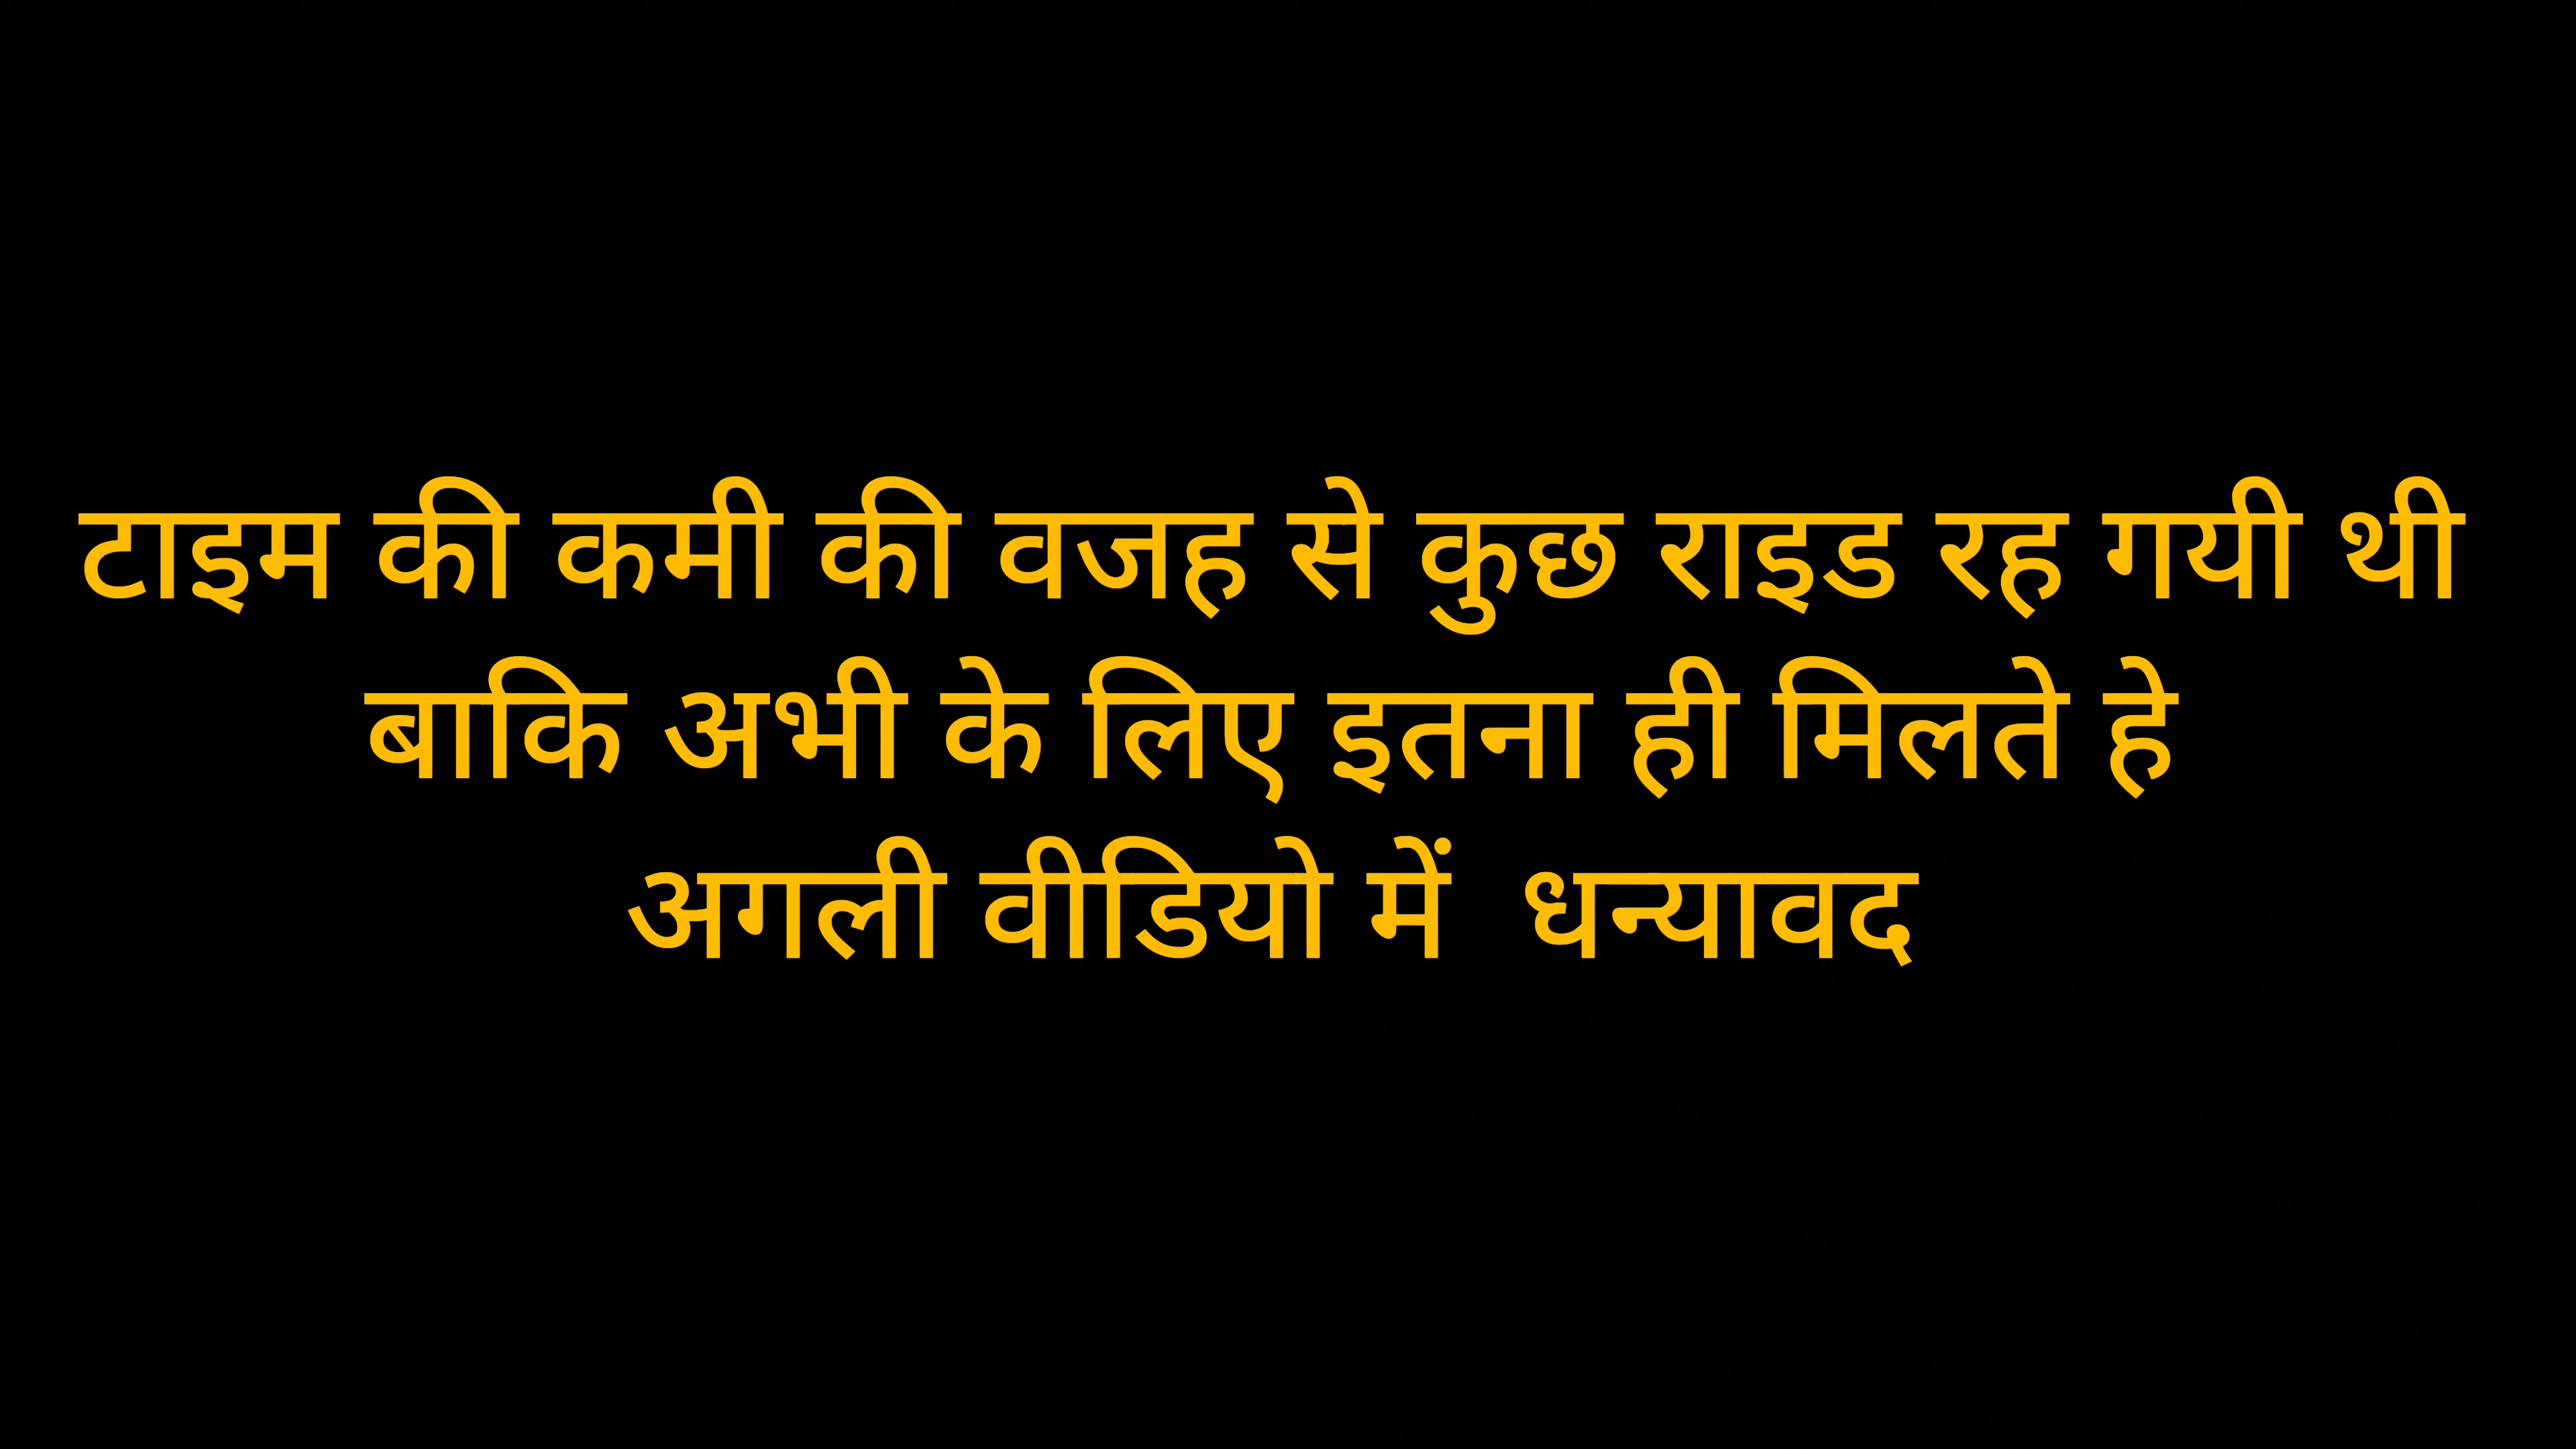 टाइम की कमी की वजह से कुछ राइड रह गयी थी
बाकि अभी के लिए इतना ही मिलते हे
अगली वीडियो में  धन्यावद